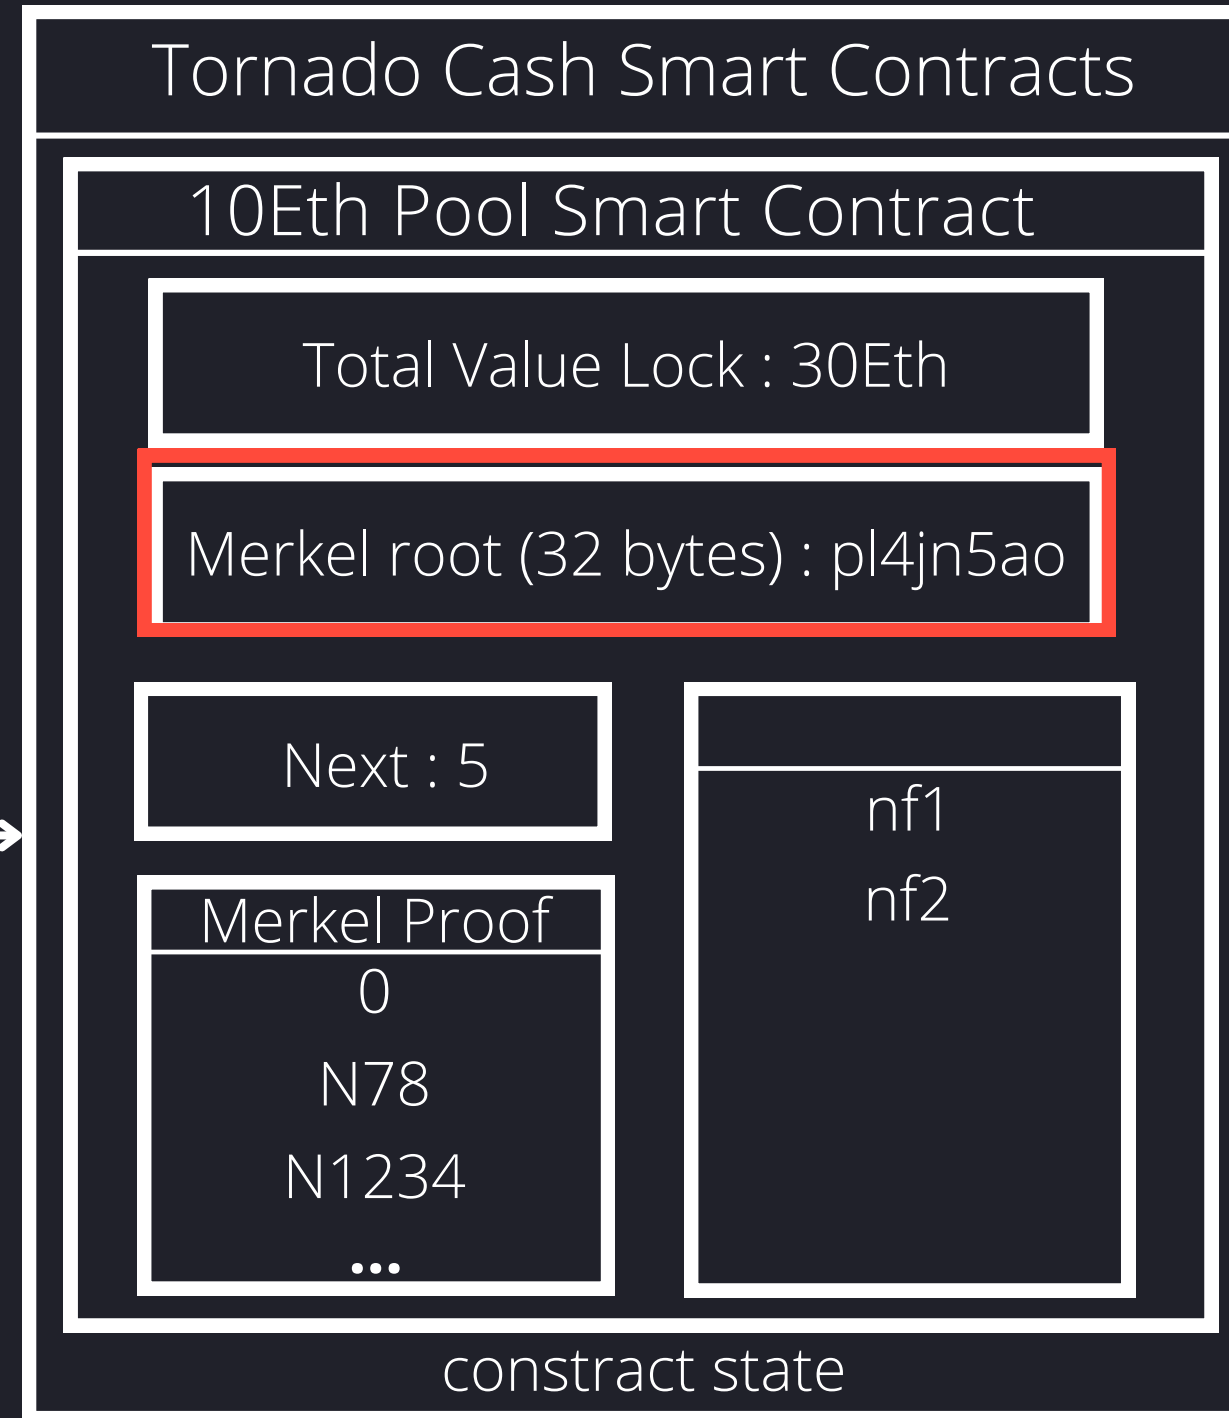 Tornado Cash Smart Contracts
10Eth Pool Smart Contract
Total Value Lock : 30Eth
Merkel root (32 bytes) : pl4jn5ao
Next : 5
Merkel Proof
0
N78
N1234
...
nf1
nf2
constract state